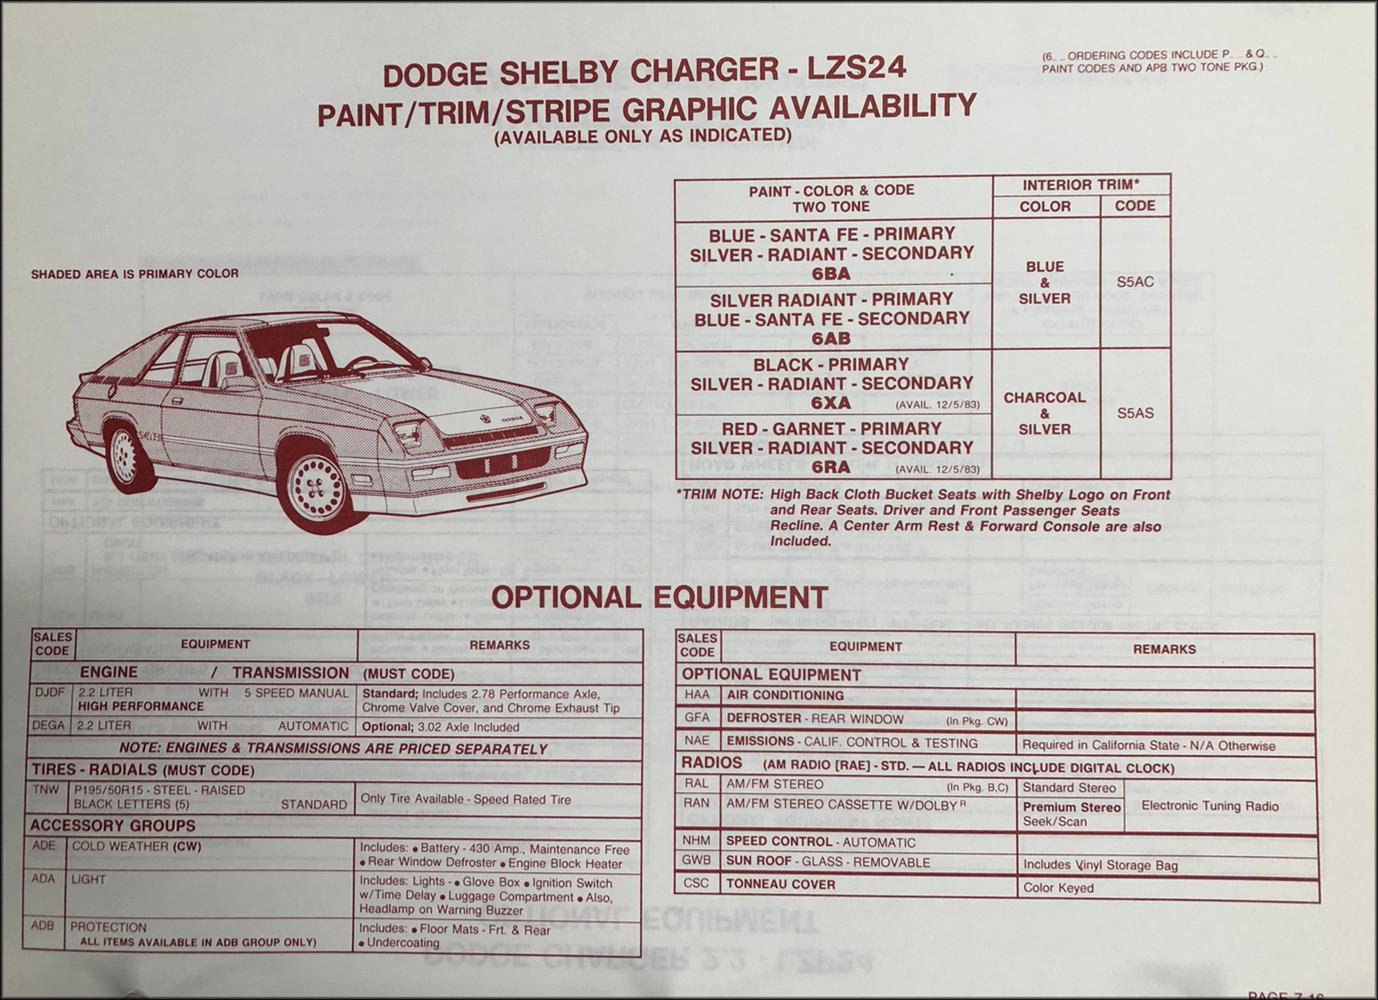 (6_ _ ORDERING CODES INCLUDE P_ _ & Q_ _
PAINT CODES AND APB TWO TONE PKG.)
DODGE SHELBY CHARGER - LZS24
PAINT/TRIM/STRIPE GRAPHIC AVAILABILITY
(AVAILABLE ONLY AS INDICATED)
SHADED AREA IS PRIMARY COLOR
DODGE
PAINT - COLOR & CODE
TWO TONE
INTERIOR TRIM*
COLOR
CODE
BLUE - SANTA FE - PRIMARY
SILVER - RADIANT - SECONDARY
6BA
SILVER RADIANT - PRIMARY
BLUE - SANTA FE - SECONDARY
6AB
BLUE
&
SILVER
S5AC
BLACK - PRIMARY
SILVER - RADIANT - SECONDARY
6XA (AVAIL. 12/5/83)
RED - GARNET - PRIMARY
SILVER - RADIANT - SECONDARY
6RA (AVAIL. 12/5/83)
CHARCOAL
&
SILVER
S5AS
*TRIM NOTE: High Back Cloth Bucket Seats with Shelby Logo on Front
and Rear Seats. Driver and Front Passenger Seats
Recline. A Center Arm Rest & Forward Console are also
Included.
OPTIONAL EQUIPMENT
SALES
CODE
EQUIPMENT
REMARKS
ENGINE / TRANSMISSION (MUST CODE)
DJDF 2.2 LITER WITH 5 SPEED MANUAL
HIGH PERFORMANCE
Standard; Includes 2.78 Performance Axle,
Chrome Valve Cover, and Chrome Exhaust Tip
DEGA 2.2 LITER WITH AUTOMATIC Optional; 3.02 Axle Included
NOTE: ENGINES & TRANSMISSIONS ARE PRICED SEPARATELY
TIRES - RADIALS (MUST CODE)
TNW P195/50R15 - STEEL - RAISED
BLACK LETTERS (5) STANDARD
Only Tire Available - Speed Rated Tire
ACCESSORY GROUPS
ADE COLD WEATHER (CW)
Includes: • Battery - 430 Amp., Maintenance Free
• Rear Window Defroster • Engine Block Heater
ADA LIGHT
Includes: Lights - • Glove Box • Ignition Switch
w/Time Delay • Luggage Compartment • Also,
Headlamp on Warning Buzzer
ADB PROTECTION
ALL ITEMS AVAILABLE IN ADB GROUP ONLY)
Includes: • Floor Mats - Frt. & Rear
• Undercoating
SALES
CODE
EQUIPMENT
REMARKS
OPTIONAL EQUIPMENT
HAA AIR CONDITIONING
GFA DEFROSTER - REAR WINDOW (In Pkg. CW)
NAE EMISSIONS - CALIF. CONTROL & TESTING Required in California State - N/A Otherwise
RADIOS (AM RADIO [RAE] - STD. — ALL RADIOS INCLUDE DIGITAL CLOCK)
RAL AM/FM STEREO (In Pkg. B,C) Standard Stereo
RAN AM/FM STEREO CASSETTE W/DOLBY R
Premium Stereo
Seek/Scan
Electronic Tuning Radio
NHM SPEED CONTROL - AUTOMATIC
GWB SUN ROOF - GLASS - REMOVABLE Includes Vinyl Storage Bag
CSC TONNEAU COVER Color Keyed
PAGE 7-16